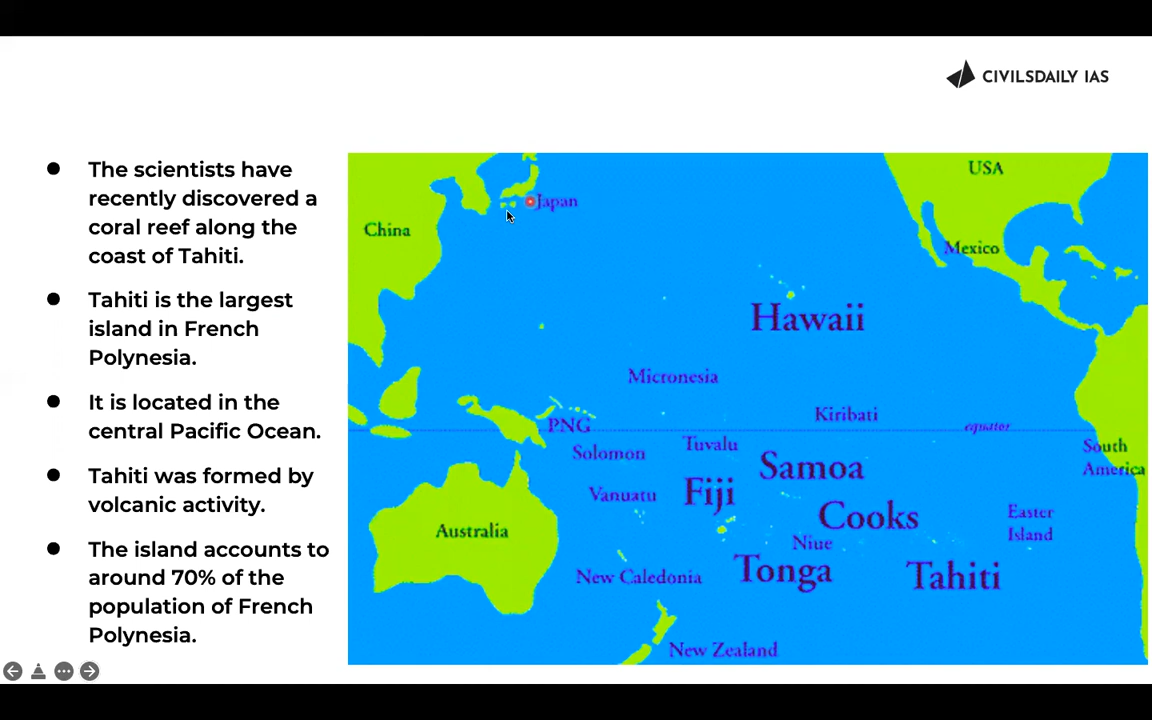 CIVILSDAILY IAS
The scientists have
recently discovered a
coral reef along the
coast of Tahiti.
Tahiti is the largest
island in French
Polynesia.
It is located in the
central Pacific Ocean.
Tahiti was formed by
volcanic activity.
The island accounts to
around 70% of the
population of French
Polynesia.
USA
Japan
China
Mexico
Hawaii
Micronesia
Kiribati
PNG
equator
Solomon
Tuvalu
South
America
Samoa
Vanuatu
Fiji
Cooks
Easter
Island
Australia
Niue
New Caledonia
Tonga
Tahiti
New Zealand